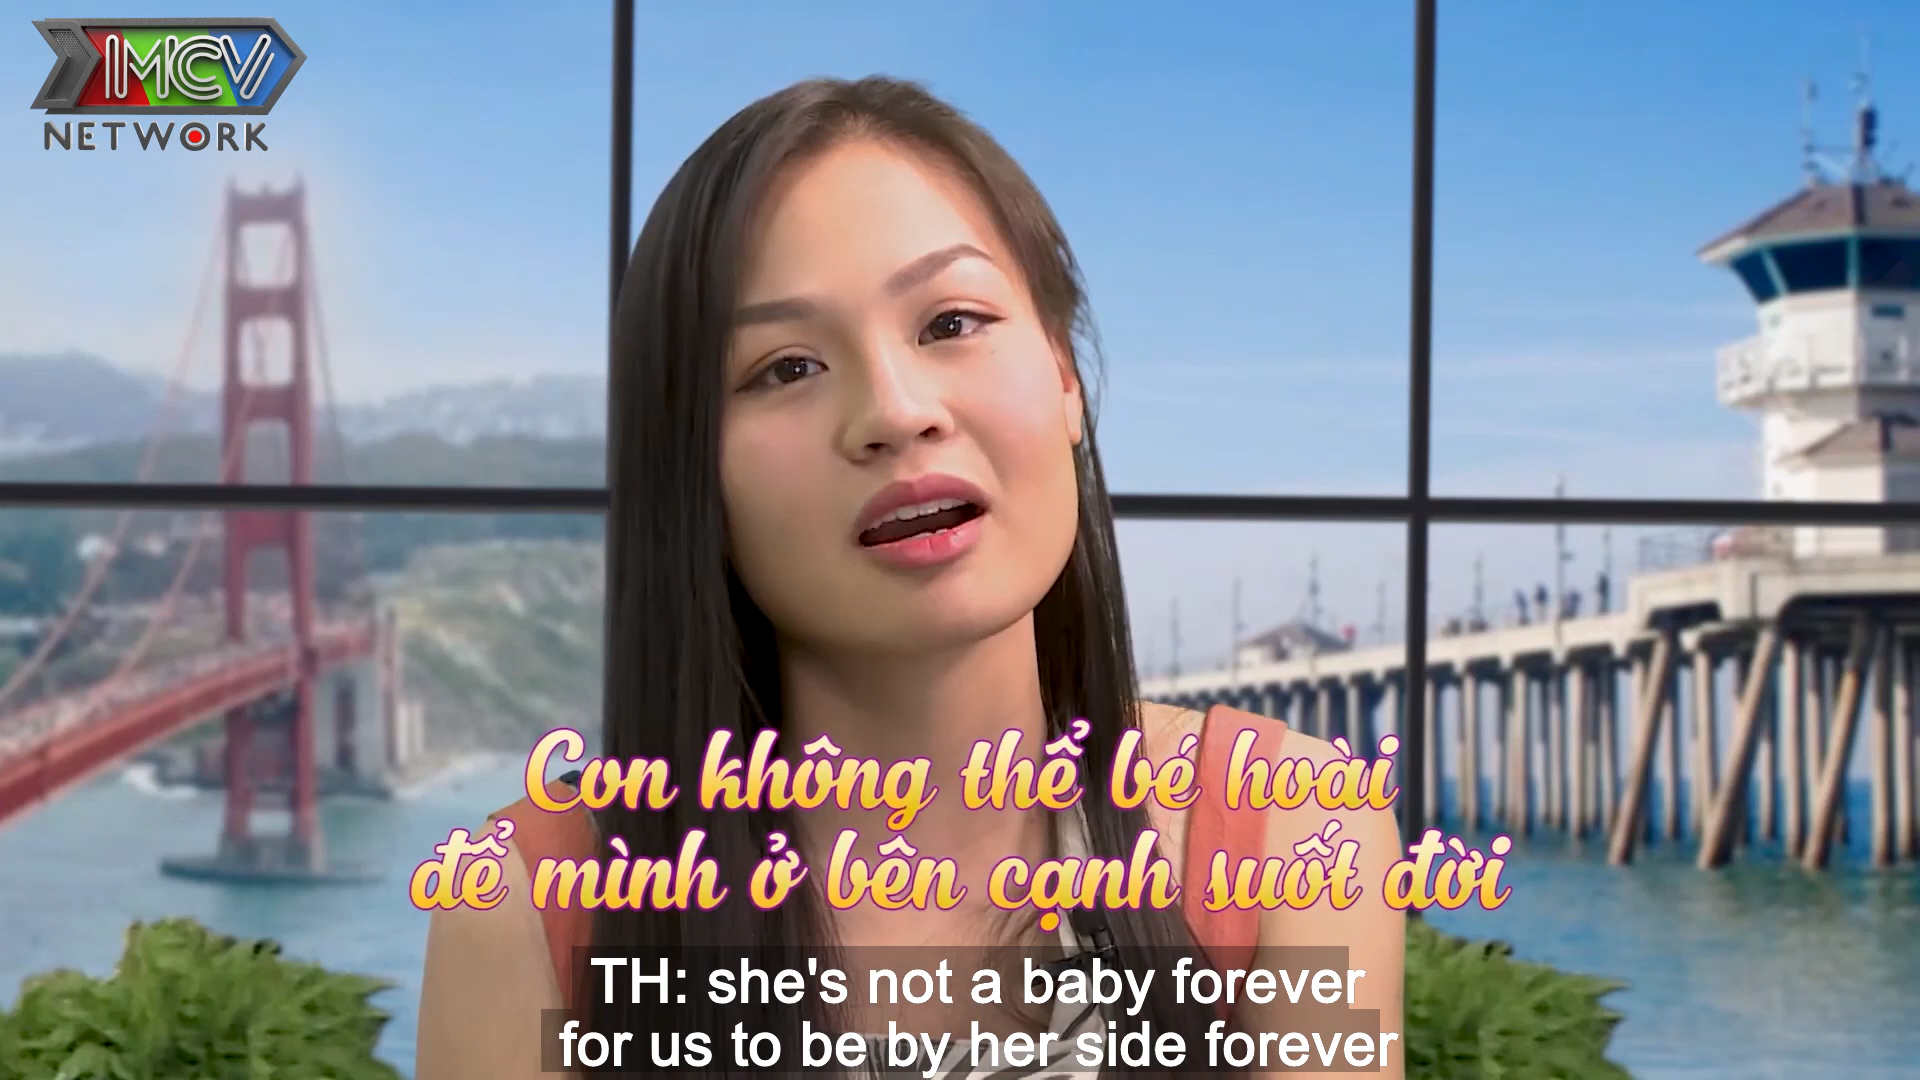 MCV
NETWORK
Con không thể bé hoài
để mình ở bên cạnh suốt đời
TH: she's not a baby forever
for us to be by her side forever